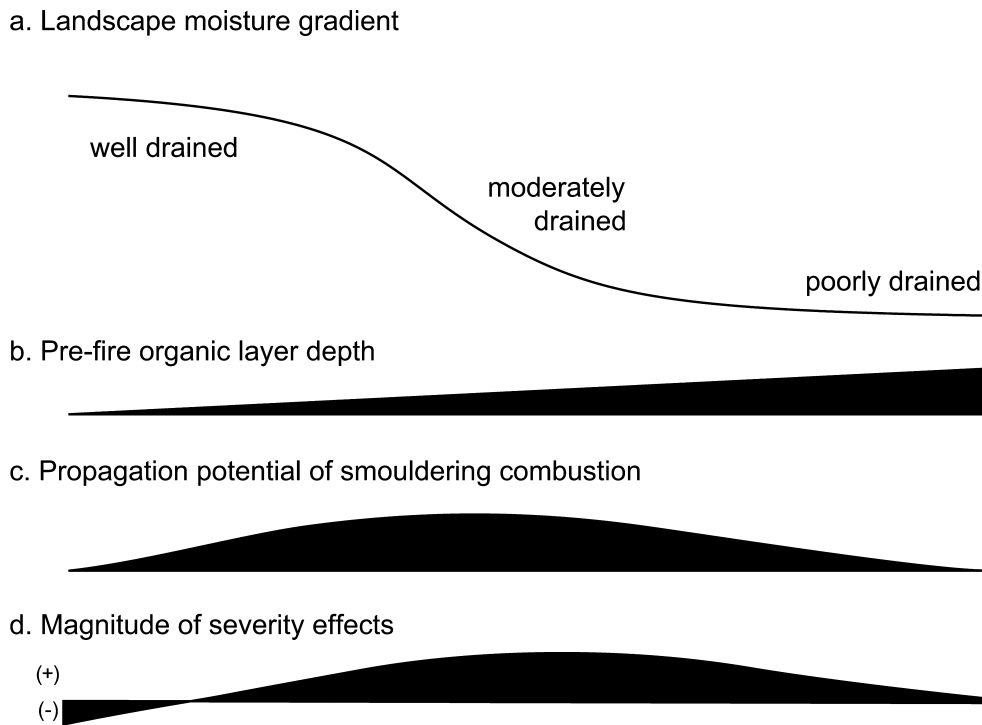 a. Landscape moisture gradient
well drained
moderately
drained
poorly drained
b. Pre-fire organic layer depth
c. Propagation potential of smouldering combustion
d. Magnitude of severity effects
(+)
(-)